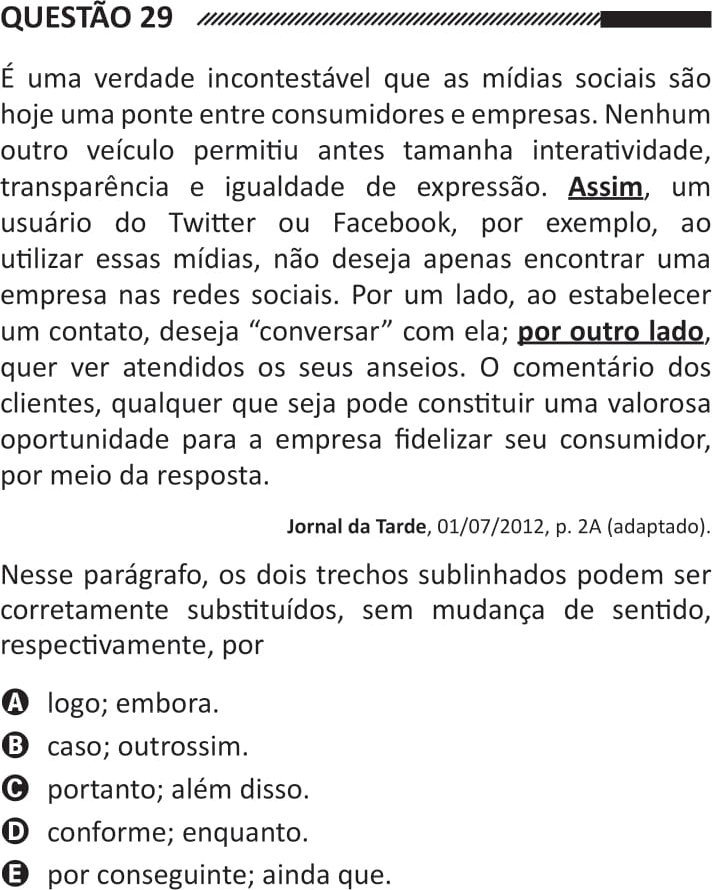 QUESTÃO 29
É uma verdade incontestável que as mídias sociais são
hoje uma ponte entre consumidores e empresas. Nenhum
outro veículo permitiu antes tamanha interatividade,
transparência e igualdade de expressão. Assim, um
usuário do Twitter ou Facebook, por exemplo, ao
utilizar essas mídias, não deseja apenas encontrar uma
empresa nas redes sociais. Por um lado, ao estabelecer
um contato, deseja “conversar” com ela; por outro lado,
quer ver atendidos os seus anseios. O comentário dos
clientes, qualquer que seja pode constituir uma valorosa
oportunidade para a empresa fidelizar seu consumidor,
por meio da resposta.
Jornal da Tarde, 01/07/2012, p. 2A (adaptado).
Nesse parágrafo, os dois trechos sublinhados podem ser
corretamente substituídos, sem mudança de sentido,
respectivamente, por
A logo; embora.
B caso; outrossim.
C portanto; além disso.
D conforme; enquanto.
E por conseguinte; ainda que.